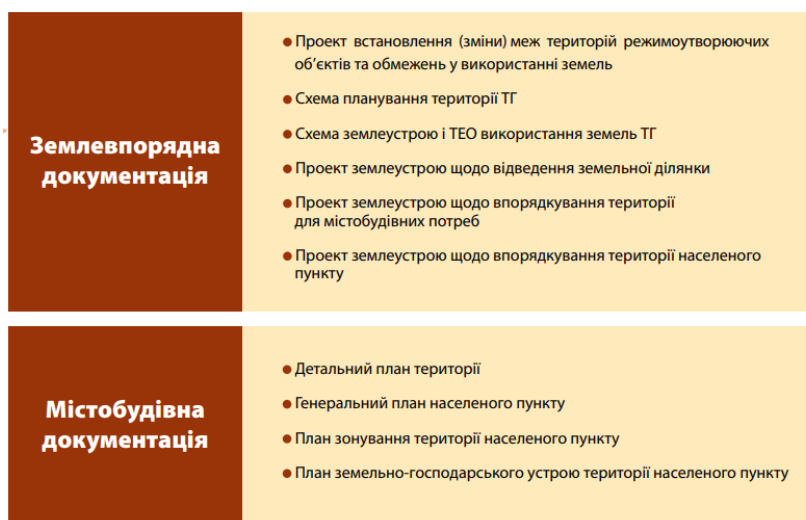 Землевпорядна
документація
● Проект встановлення (зміни) меж територій режимоутворюючих
об’єктів та обмежень у використанні земель
● Схема планування території ТГ
● Схема землеустрою і ТЕО використання земель ТГ
● Проект землеустрою щодо відведення земельної ділянки
● Проект землеустрою щодо впорядкування території
для містобудівних потреб
● Проект землеустрою щодо впорядкування території населеного
пункту
Містобудівна
документація
● Детальний план території
● Генеральний план населеного пункту
● План зонування території населеного пункту
● План земельно-господарського устрою території населеного пункту